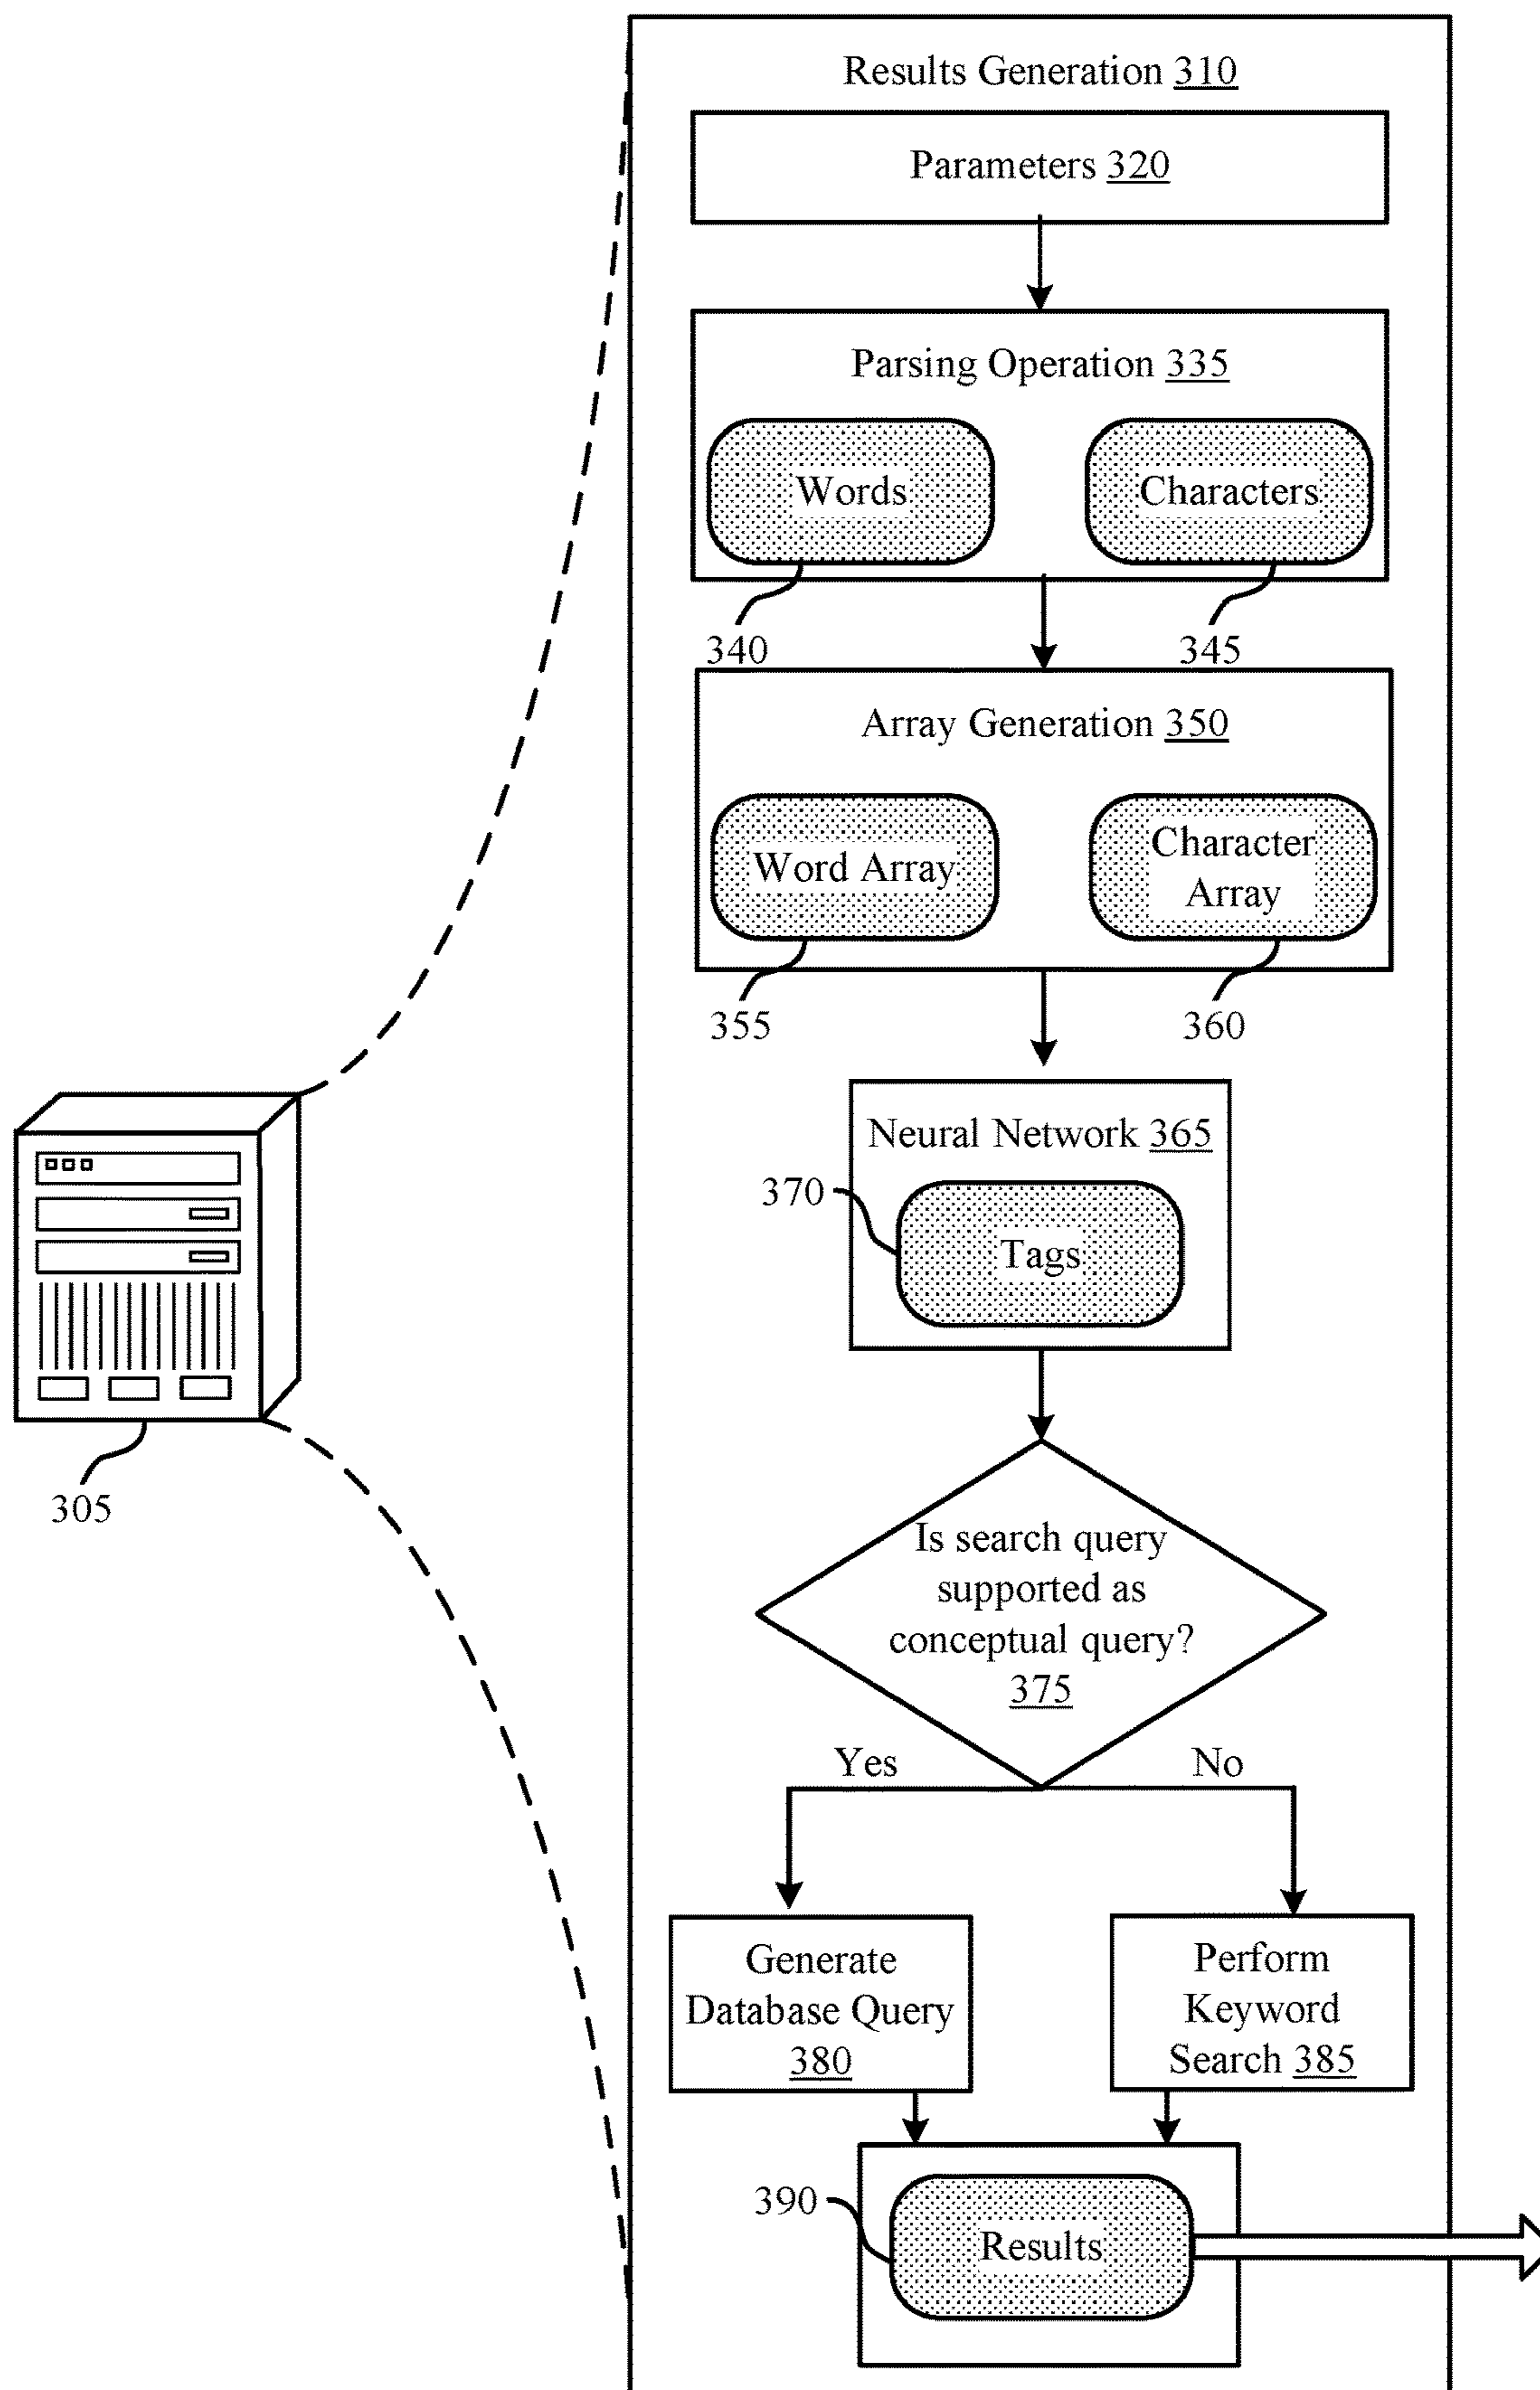 Results Generation 310
Parameters 320
Parsing Operation 335
Words
Characters
340
345
Array Generation 350
Word Array
Character
Array
355
360
Neural Network 365
370
Tags
305
Is search query
supported as
conceptual query?
375
Yes
No
Generate
Database Query
380
Perform
Keyword
Search 385
390
Results